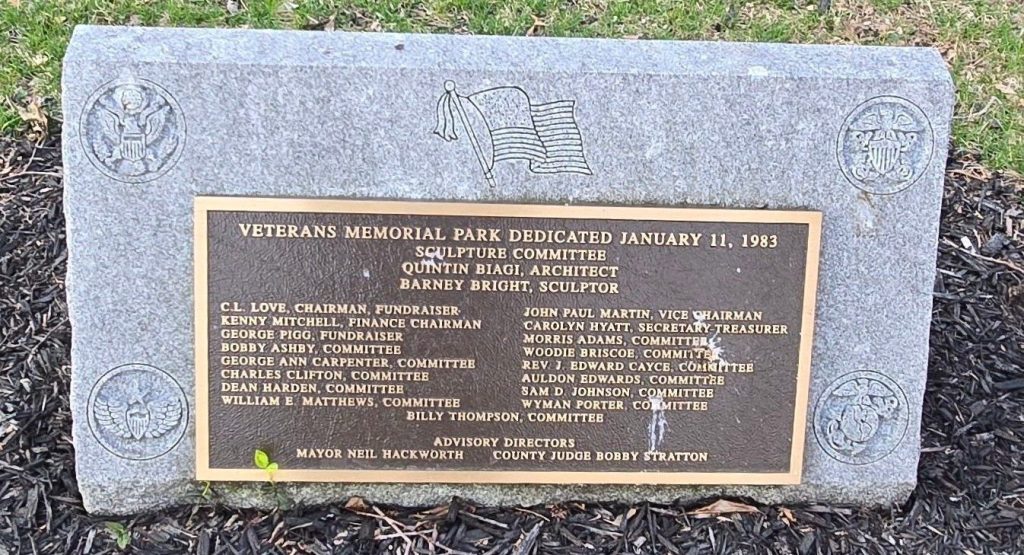 VETERANS MEMORIAL PARK DEDICATED JANUARY 11, 1983
SCULPTURE COMMITTEE
QUINTIN BIAGI, ARCHITECT
BARNEY BRIGHT, SCULPTOR
C.L. LOVE, CHAIRMAN, FUNDRAISER
KENNY MITCHELL, FINANCE CHAIRMAN
GEORGE PIGG, FUNDRAISER
BOBBY ASHBY, COMMITTEE
GEORGE ANN CARPENTER, COMMITTEE
CHARLES CLIFTON, COMMITTEE
DEAN HARDEN, COMMITTEE
WILLIAM E. MATTHEWS, COMMITTEE
JOHN PAUL MARTIN, VICE CHAIRMAN
CAROLYN HYATT, SECRETARY-TREASURER
MORRIS ADAMS, COMMITTEE
WOODIE BRISCOE, COMMITTEE
REV. J. EDWARD CAYCE, COMMITTEE
AULDON EDWARDS, COMMITTEE
SAM D. JOHNSON, COMMITTEE
WYMAN PORTER, COMMITTEE
BILLY THOMPSON, COMMITTEE
ADVISORY DIRECTORS
MAYOR NEIL HACKWORTH COUNTY JUDGE BOBBY STRATTON